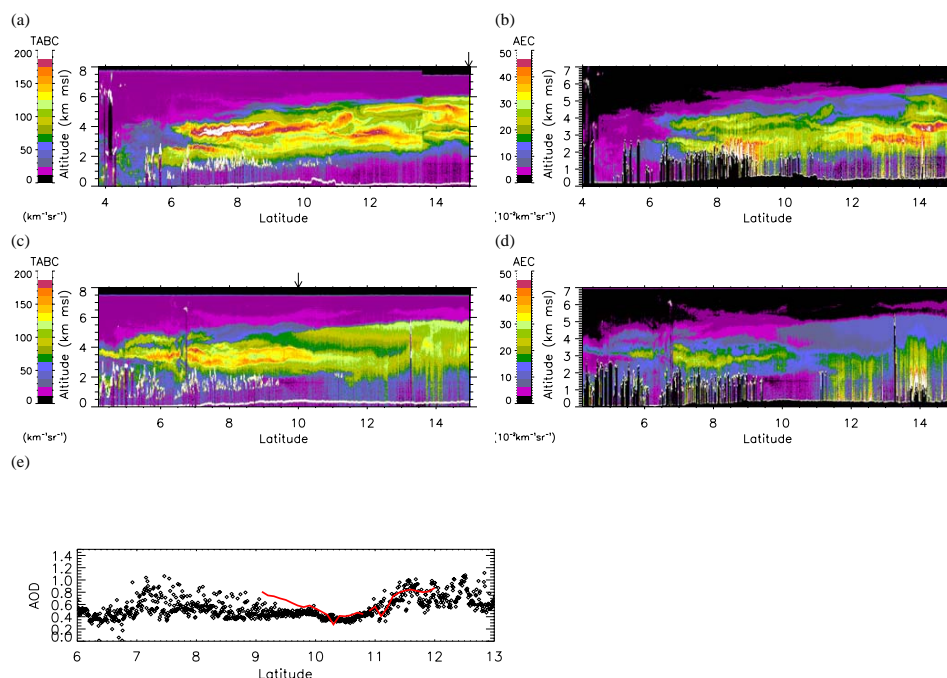 (a)
TABC
200
150
100
50
0
(km⁻¹sr⁻¹)
Altitude (km msl)
8
6
4
2
0
4 6 8 10 12 14
Latitude
(b)
AEC
50
40
30
20
10
0
(10⁻²km⁻¹sr⁻¹)
Altitude (km msl)
7
6
5
4
3
2
1
0
4 6 8 10 12 14
Latitude
(c)
TABC
200
150
100
50
0
(km⁻¹sr⁻¹)
Altitude (km msl)
8
6
4
2
0
4 6 8 10 12 14
Latitude
(d)
AEC
50
40
30
20
10
0
(10⁻²km⁻¹sr⁻¹)
Altitude (km msl)
7
6
5
4
3
2
1
0
6 8 10 12 14
Latitude
(e)
AOD
1.4
1.2
1.0
0.8
0.6
0.4
0.2
0.0
6 7 8 9 10 11 12 13
Latitude